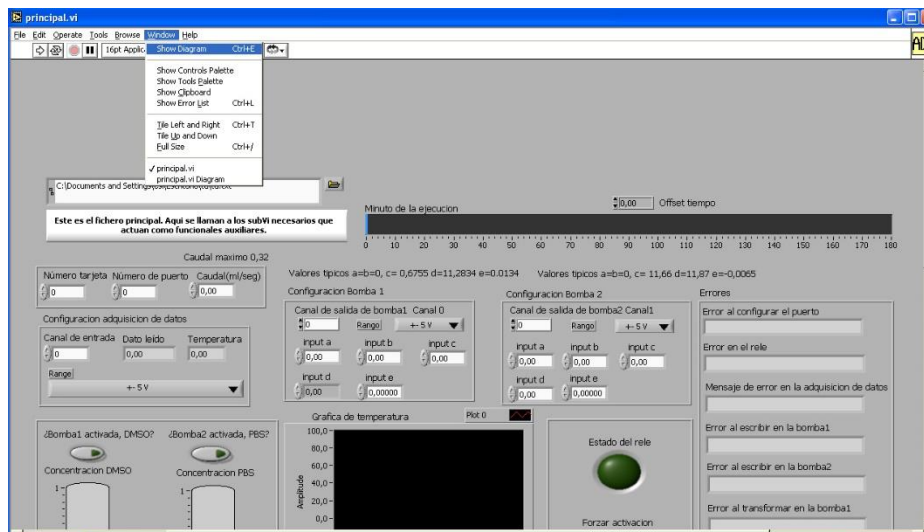 principal.vi
File Edit Operate Tools Browse Window Help
16pt Applic
Show Diagram Ctrl+E
Show Controls Palette
Show Tools Palette
Show Clipboard
Show Error List Ctrl+L
Tile Left and Right Ctrl+T
Tile Up and Down
Full Size Ctrl+/
✓ principal.vi
principal.vi Diagram
C:\Documents and Settings
Este es el fichero principal. Aqui se llaman a los subVi necesarios que
actuan como funcionales auxiliares.
Minuto de la ejecucion
0,00 Offset tiempo
0 10 20 30 40 50 60 70 80 90 100 110 120 130 140 150 160 170 180
Caudal maximo 0,32
Número tarjeta Número de puerto Caudal(ml/seg)
0 0 0,00
Configuracion adquisicion de datos
Canal de entrada Dato leido Temperatura
0 0,00 0,00
Range
+- 5 V
Valores tipicos a=b=0, c= 0,6755 d=11,2834 e=0.0134
Configuracion Bomba 1
Canal de salida de bomba1 Canal 0
0 Rango +- 5 V
input a input b input c
0,00 0,00 0,00
input d input e
0,00 0,00000
Valores tipicos a=b=0, c= 11,66 d=11,87 e=-0,0065
Configuracion Bomba 2
Canal de salida de bomba2 Canal1
0 Rango +- 5 V
input a input b input c
0,00 0,00 0,00
input d input e
0,00 0,00000
Errores
Error al configurar el puerto
Error en el rele
Mensaje de error en la adquisicion de datos
Error al escribir en la bomba1
Error al escribir en la bomba2
Error al transformar en la bomba1
¿Bomba1 activada, DMSO? ¿Bomba2 activada, PBS?
Concentracion DMSO Concentracion PBS
1 1
Grafica de temperatura Plot 0
100,0
80,0
60,0
40,0
20,0
0,0
Amplitude
Estado del rele
Forzar activacion